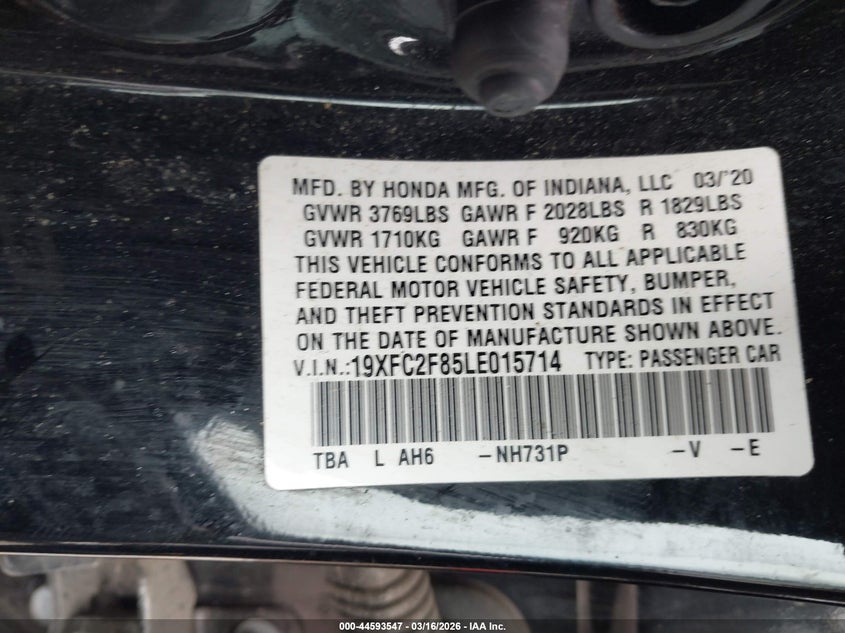 MFD. BY HONDA MFG. OF INDIANA, LLC 03/'20
GVWR 3769LBS GAWR F 2028LBS R 1829LBS
GVWR 1710KG GAWR F 920KG R 830KG
THIS VEHICLE CONFORMS TO ALL APPLICABLE
FEDERAL MOTOR VEHICLE SAFETY, BUMPER,
AND THEFT PREVENTION STANDARDS IN EFFECT
ON THE DATE OF MANUFACTURE SHOWN ABOVE.
V.I.N.:19XFC2F85LE015714 TYPE: PASSENGER CAR
TBA L AH6 -NH731P -V -E
000-44593547 - 03/16/2026 - IAA Inc.